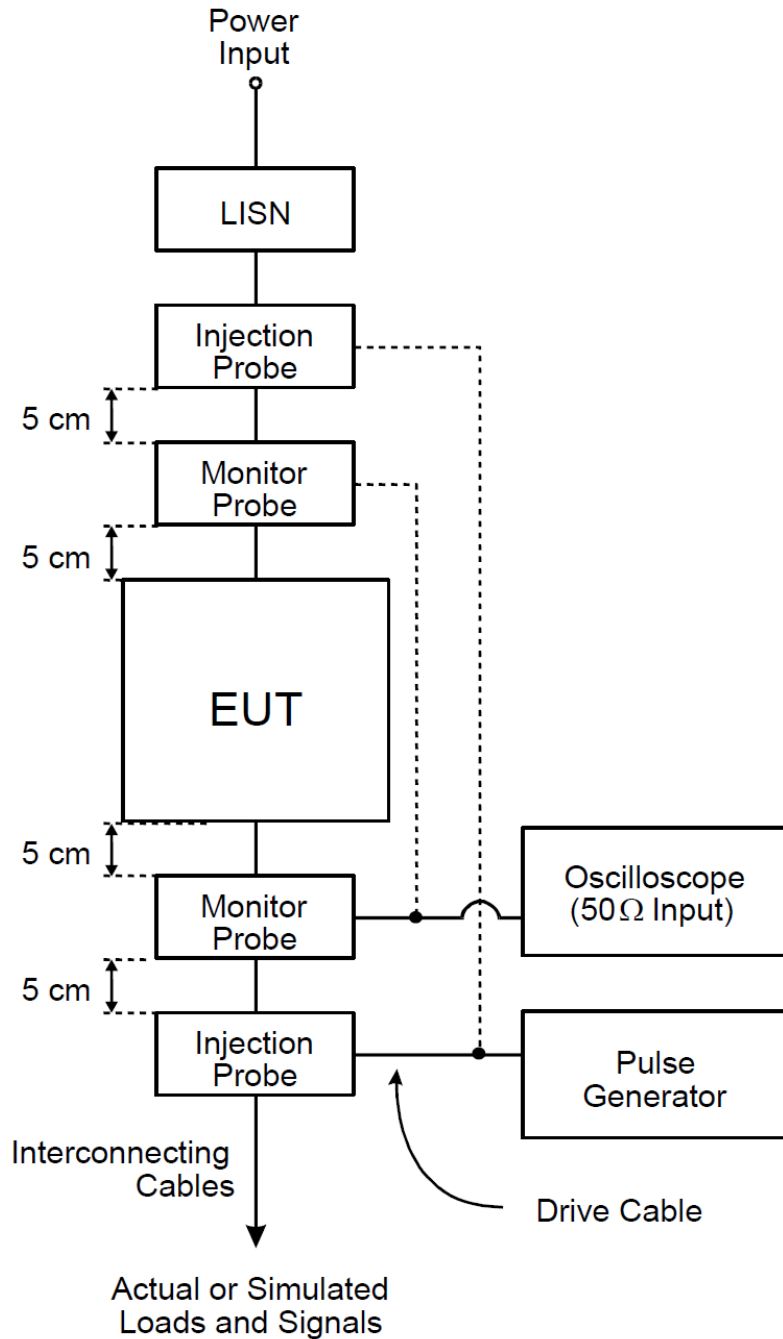 Power
Input
LISN
Injection
Probe
5 cm
Monitor
Probe
5 cm
EUT
5 cm
Monitor
Probe
Oscilloscope
(50Ω Input)
5 cm
Injection
Probe
Pulse
Generator
Interconnecting
Cables
Drive Cable
Actual or Simulated
Loads and Signals